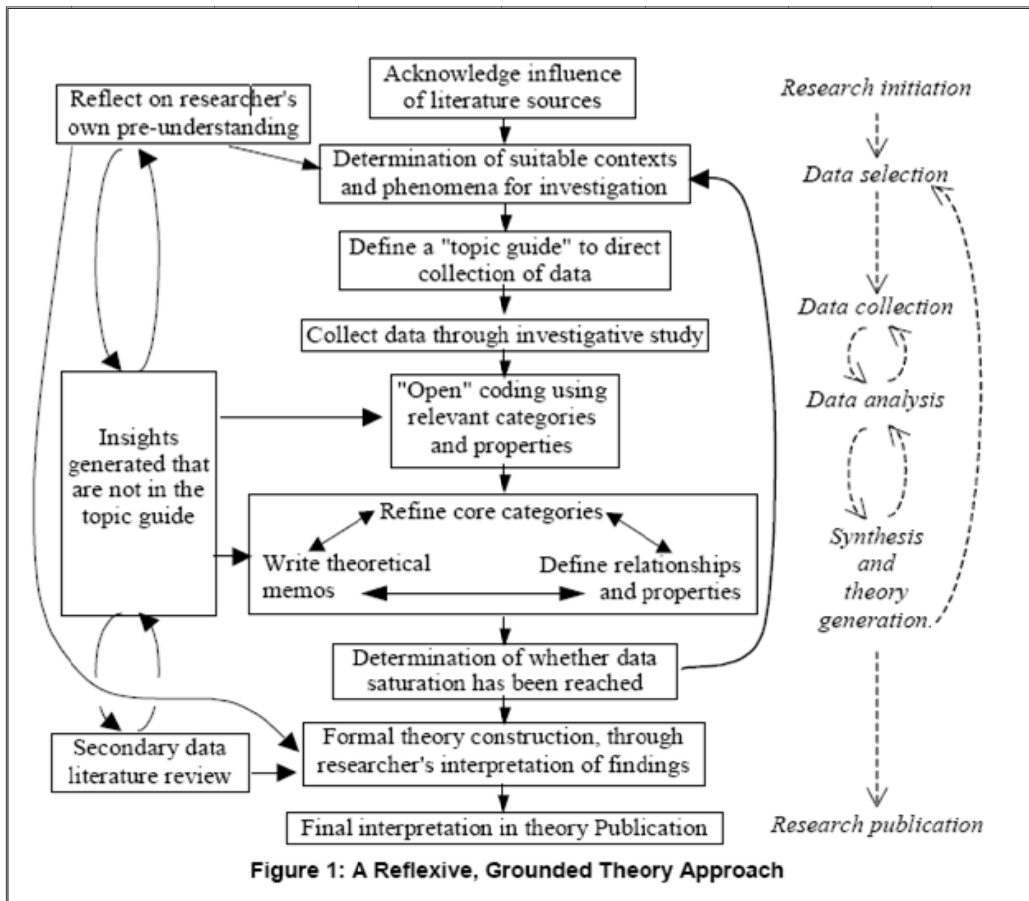 Acknowledge influence
of literature sources
Reflect on researcher's
own pre-understanding
Determination of suitable contexts
and phenomena for investigation
Define a "topic guide" to direct
collection of data
Collect data through investigative study
"Open" coding using
relevant categories
and properties
Insights
generated that
are not in the
topic guide
Refine core categories
Write theoretical
memos
Define relationships
and properties
Determination of whether data
saturation has been reached
Secondary data
literature review
Formal theory construction, through
researcher's interpretation of findings
Final interpretation in theory Publication
Research initiation
Data selection
Data collection
Data analysis
Synthesis
and
theory
generation.
Research publication
Figure 1: A Reflexive, Grounded Theory Approach